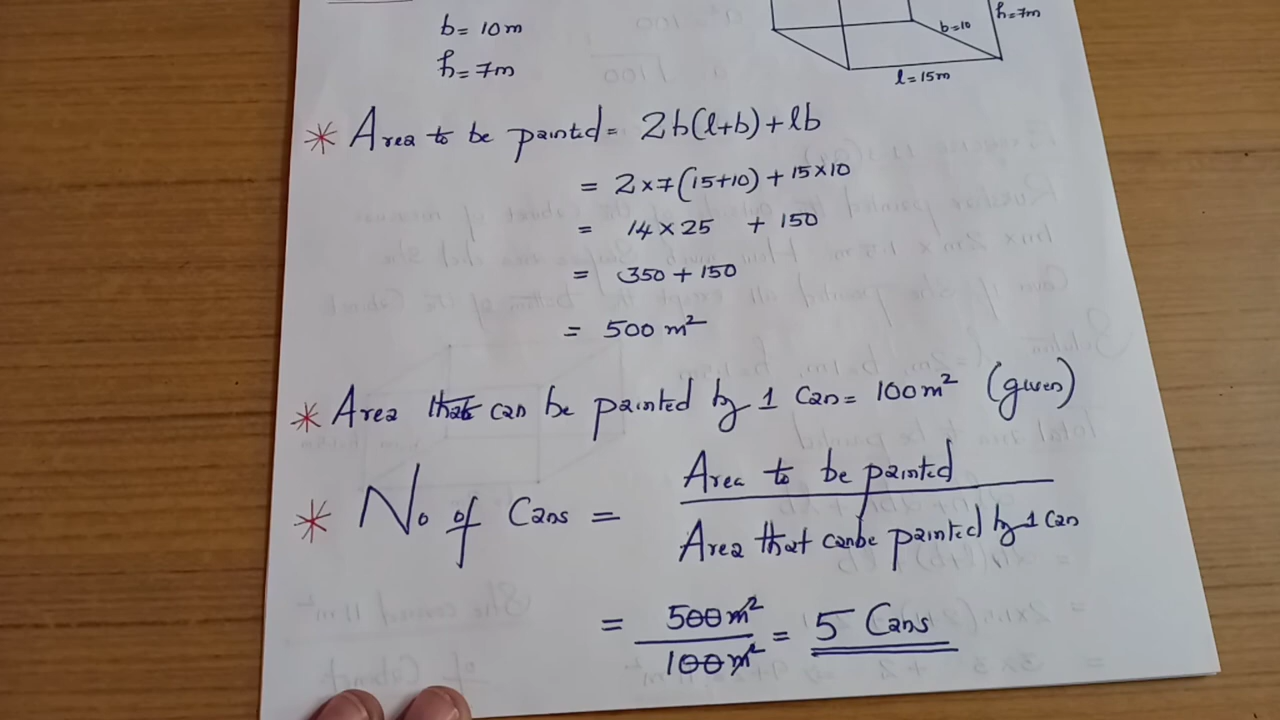 b = 10m
h = 7m
h=7m
b=10
l = 15m
* Area to be painted = 2h(l+b) + lb
= 2×7(15+10) + 15×10
= 14×25 + 150
= 350 + 150
= 500 m²
* Area that can be painted by 1 Can = 100m² (given)
* No of Cans = Area to be painted
Area that canbe painted by 1 Can
= 500m² / 100m² = 5 Cans